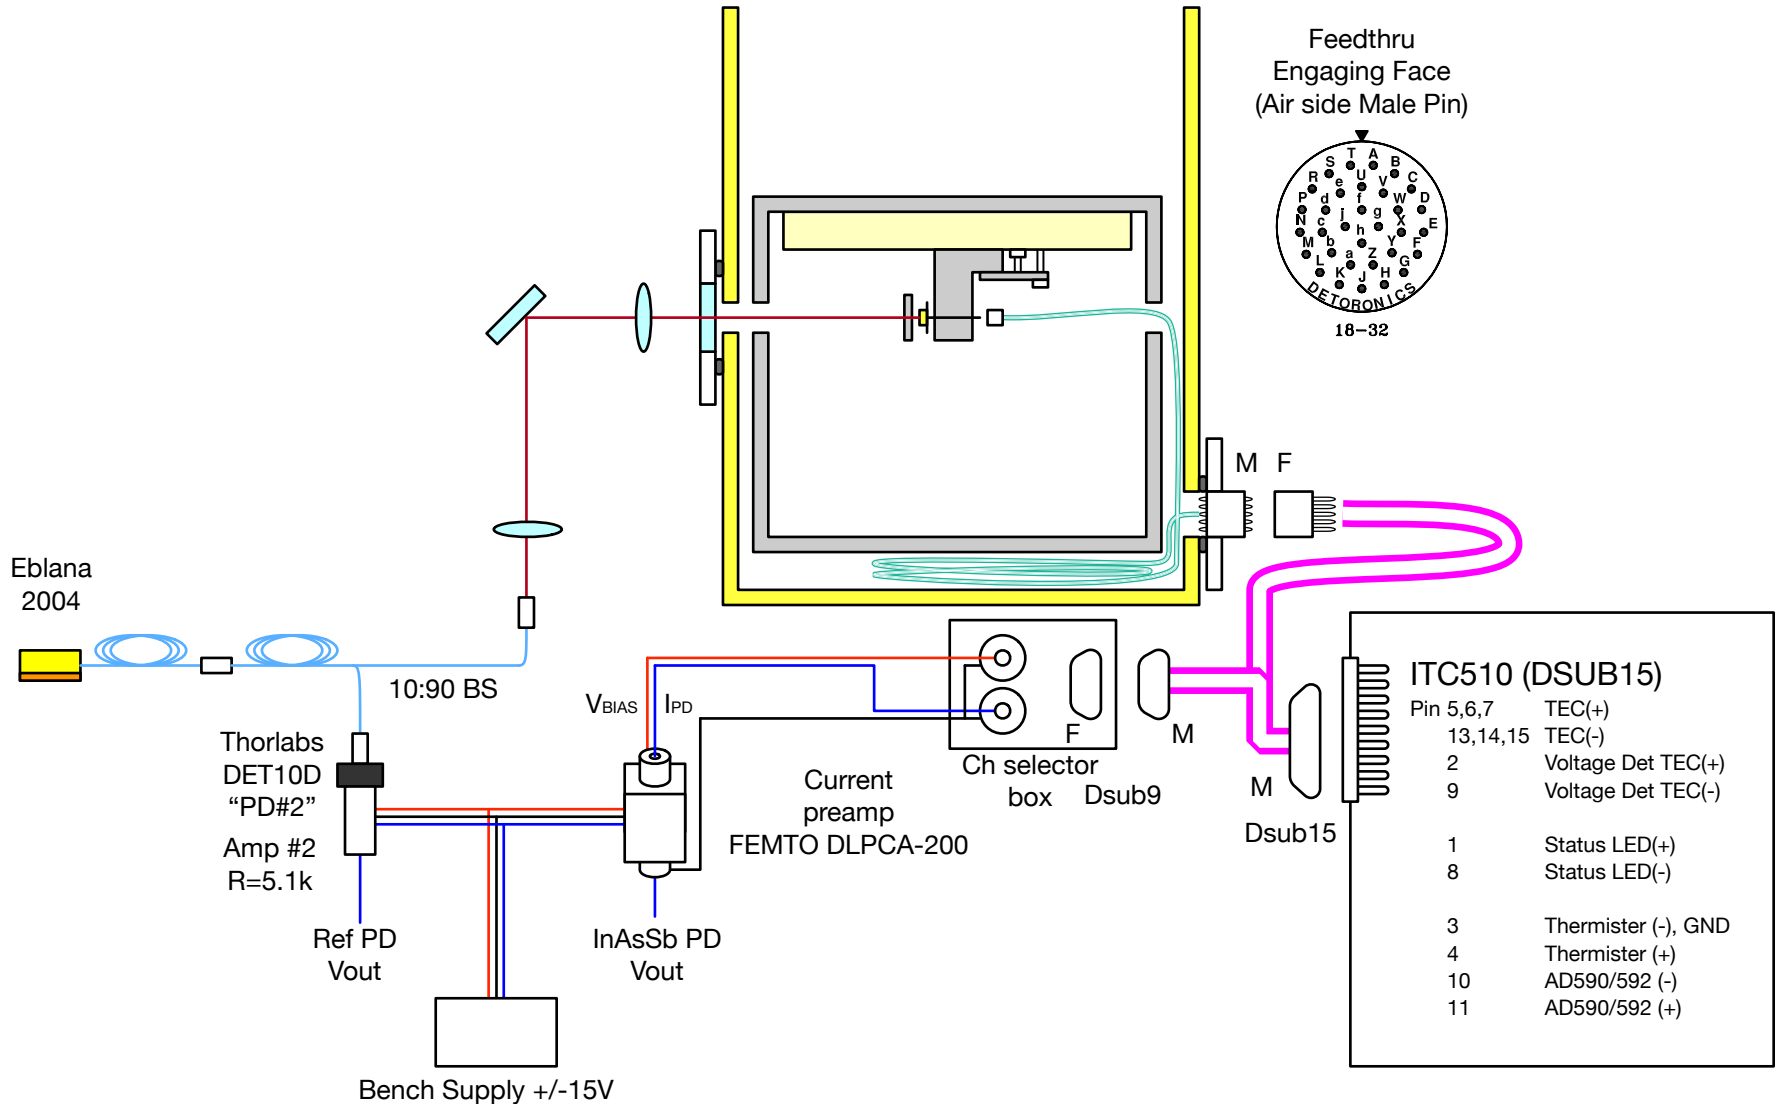 Feedthru
Engaging Face
(Air side Male Pin)
T A
S B
R e U V C
P d f W D
N c j g X E
M b h Y F
L a Z G
K J H
DETORONICS
18-32
M F
Eblana
2004
10:90 BS
VBIAS IPD
Thorlabs
DET10D
“PD#2”
Amp #2
R=5.1k
Ref PD
Vout
Current
preamp
FEMTO DLPCA-200
InAsSb PD
Vout
Bench Supply +/-15V
F
Ch selector
box
M
Dsub9
M
Dsub15
ITC510 (DSUB15)
Pin 5,6,7 TEC(+)
13,14,15 TEC(-)
2 Voltage Det TEC(+)
9 Voltage Det TEC(-)
1 Status LED(+)
8 Status LED(-)
3 Thermister (-), GND
4 Thermister (+)
10 AD590/592 (-)
11 AD590/592 (+)